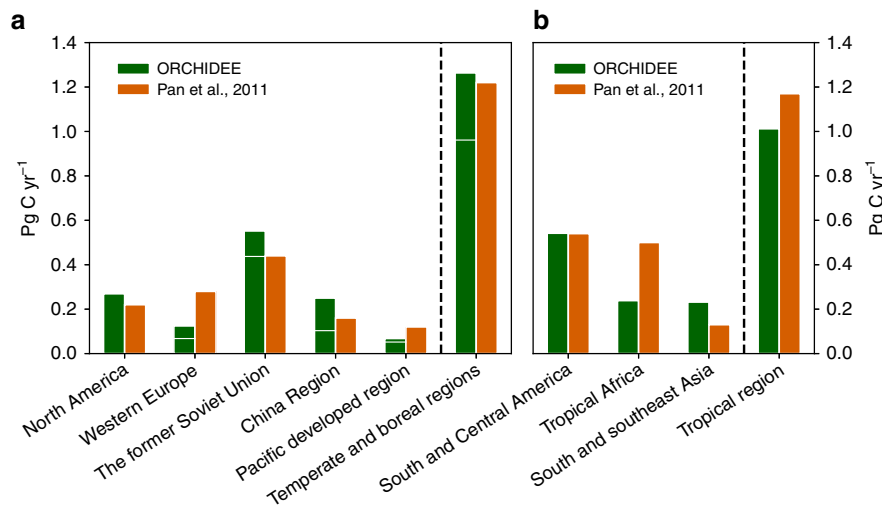 a
1.4
1.2
1.0
0.8
0.6
0.4
0.2
0.0
Pg C yr⁻¹
ORCHIDEE
Pan et al., 2011
North America
Western Europe
The former Soviet Union
China Region
Pacific developed region
Temperate and boreal regions
b
ORCHIDEE
Pan et al., 2011
1.4
1.2
1.0
0.8
0.6
0.4
0.2
0.0
Pg C yr⁻¹
South and Central America
Tropical Africa
South and southeast Asia
Tropical region